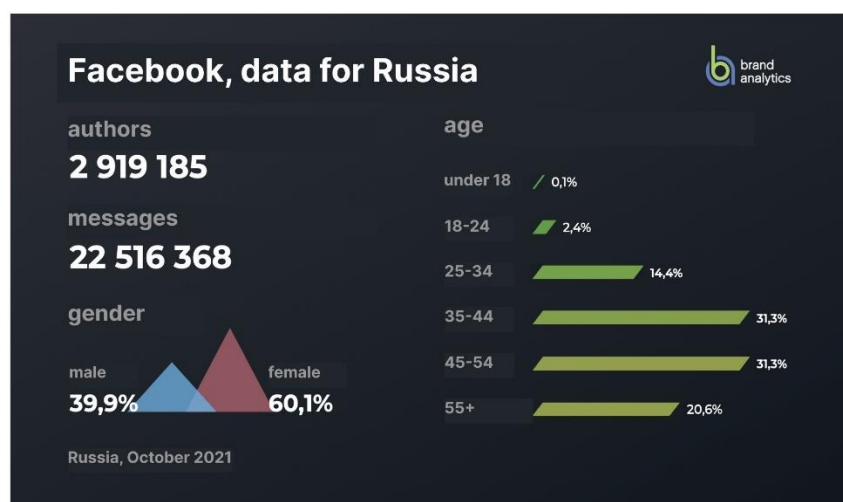 Facebook, data for Russia
brand
analytics
authors
2 919 185
messages
22 516 368
gender
male
39,9%
female
60,1%
Russia, October 2021
age
under 18 0,1%
18-24 2,4%
25-34 14,4%
35-44 31,3%
45-54 31,3%
55+ 20,6%